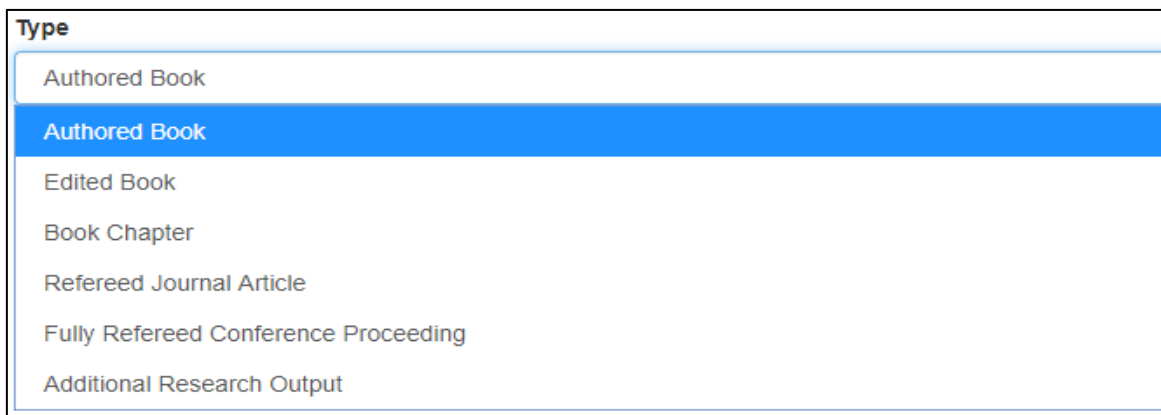 Type
Authored Book
Authored Book
Edited Book
Book Chapter
Refereed Journal Article
Fully Refereed Conference Proceeding
Additional Research Output